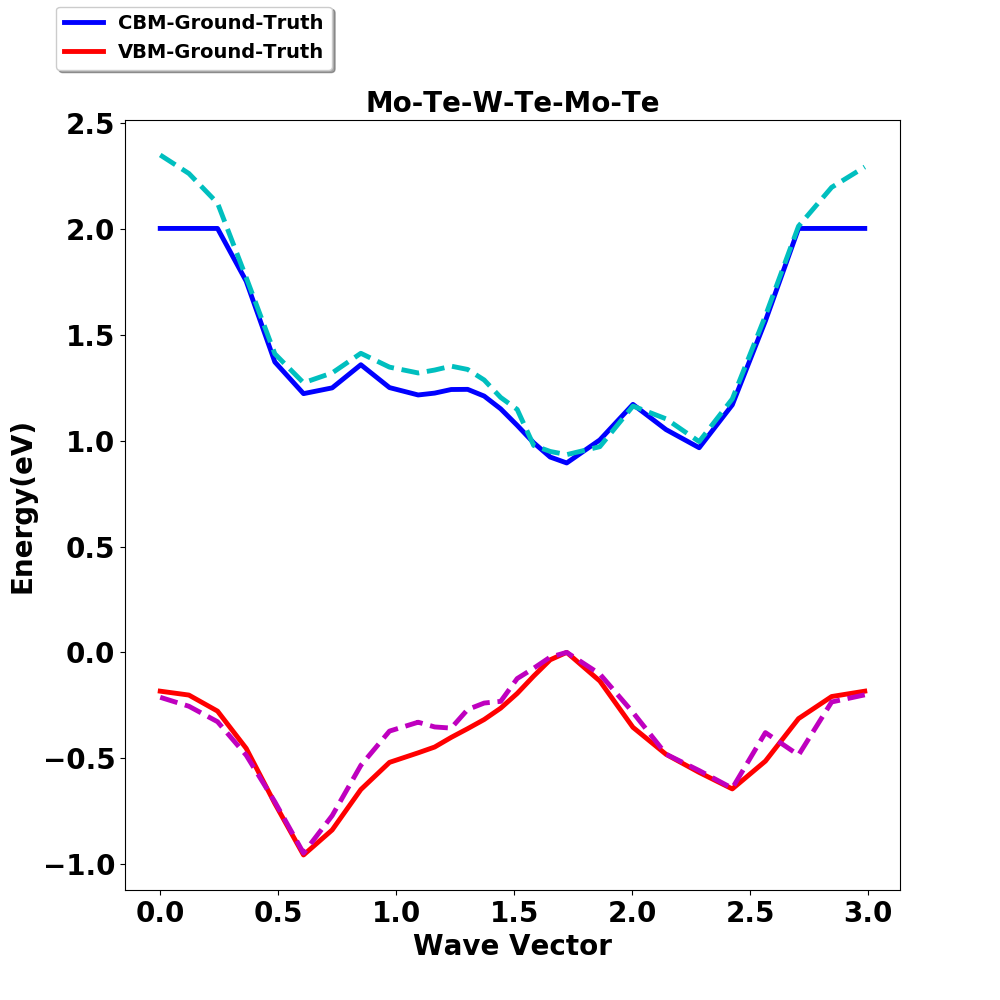 CBM-Ground-Truth
VBM-Ground-Truth
Mo-Te-W-Te-Mo-Te
2.5
2.0
1.5
1.0
0.5
0.0
−0.5
−1.0
Energy(eV)
0.0 0.5 1.0 1.5 2.0 2.5 3.0
Wave Vector